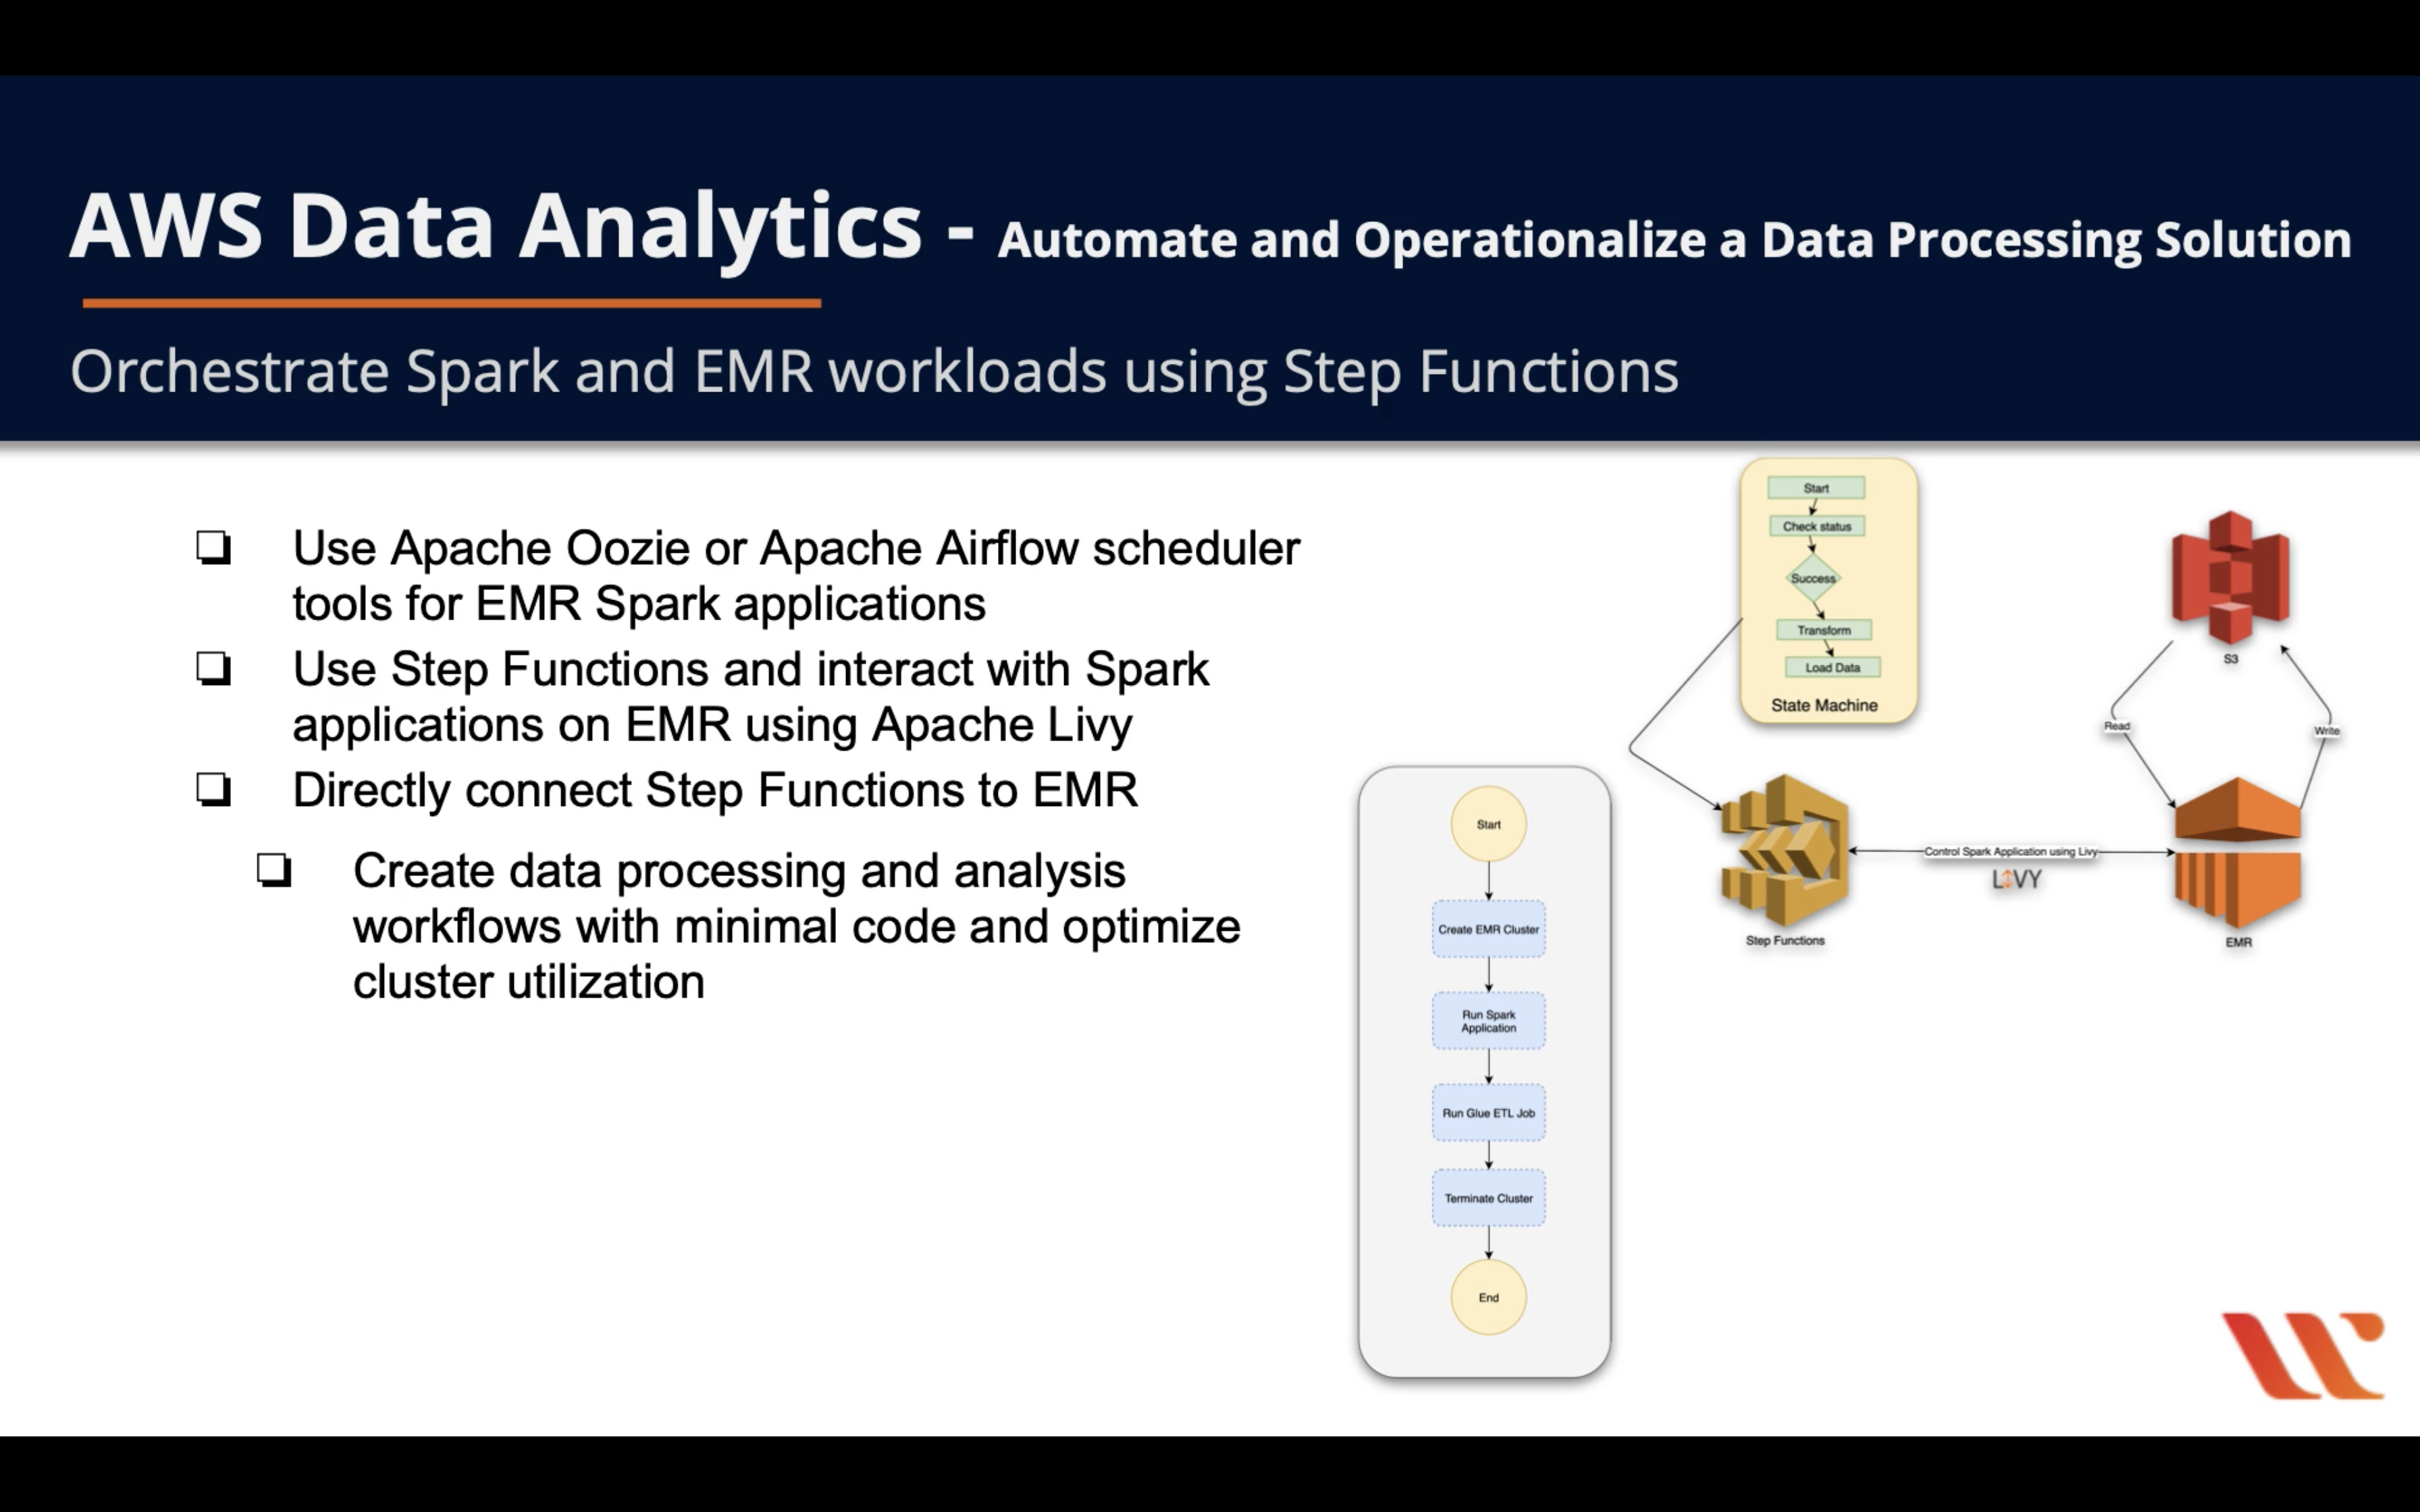 AWS Data Analytics - Automate and Operationalize a Data Processing Solution
Orchestrate Spark and EMR workloads using Step Functions
Use Apache Oozie or Apache Airflow scheduler
tools for EMR Spark applications
Use Step Functions and interact with Spark
applications on EMR using Apache Livy
Directly connect Step Functions to EMR
Create data processing and analysis
workflows with minimal code and optimize
cluster utilization
Start
Create EMR Cluster
Run Spark
Application
Run Glue ETL Job
Terminate Cluster
End
Start
Check status
Success
Transform
Load Data
State Machine
Step Functions
Control Spark Application using Livy
LIVY
S3
Read
Write
EMR